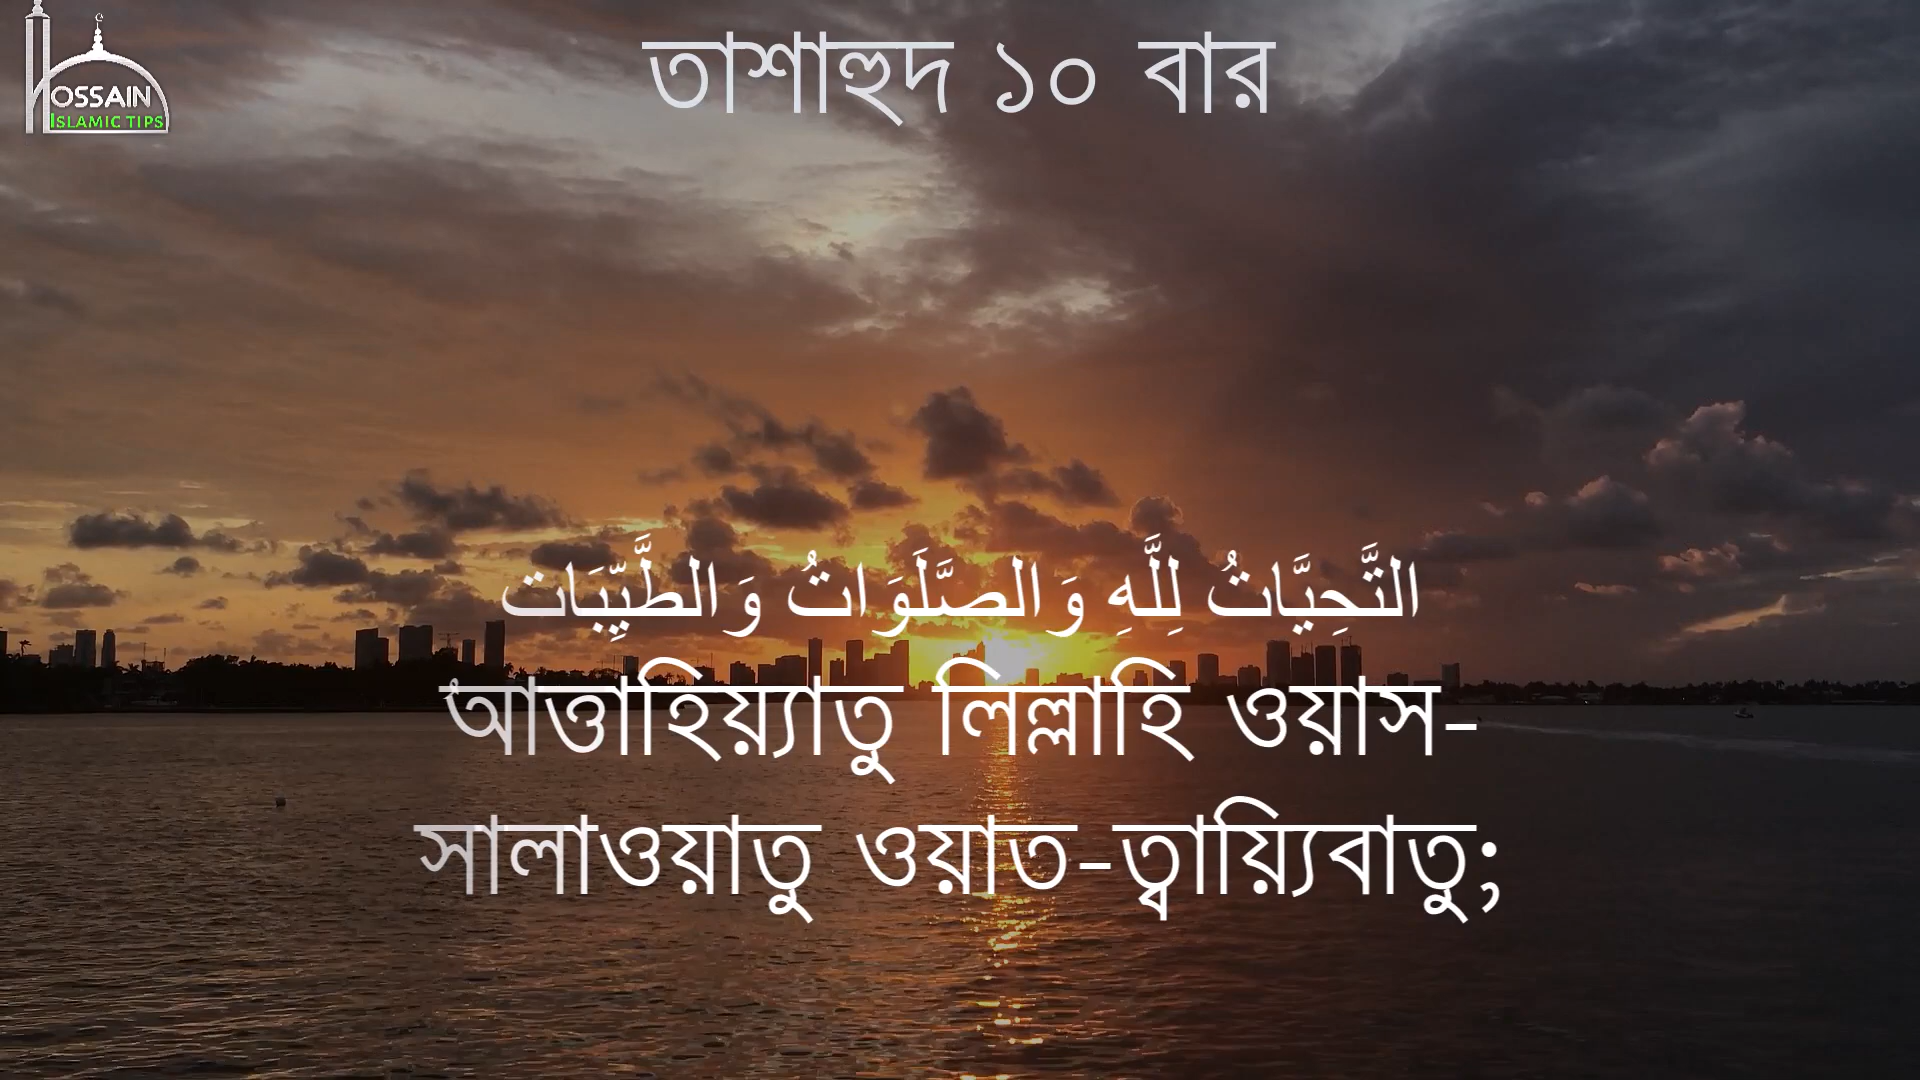 HOSSAIN
ISLAMIC TIPS
তাশাহুদ ১০ বার
التَّحِيَّاتُ لِلَّهِ وَالصَّلَوَاتُ وَالطَّيِّبَات
আত্তাহিয়্যাতু লিল্লাহি ওয়াস-
সালাওয়াতু ওয়াত-ত্বায়্যিবাতু;